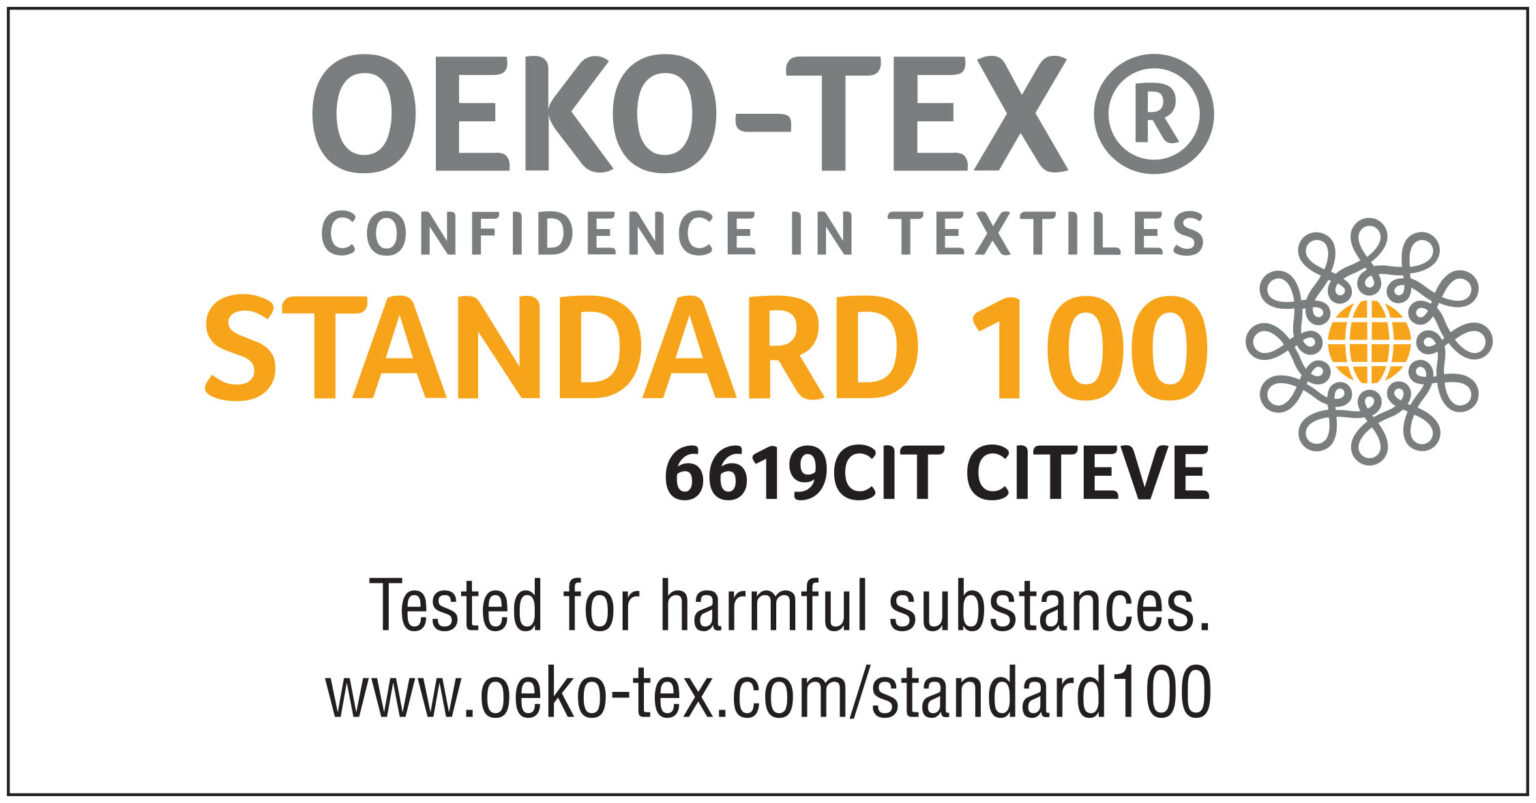 OEKO-TEX®
CONFIDENCE IN TEXTILES
STANDARD 100
6619CIT CITEVE
Tested for harmful substances.
www.oeko-tex.com/standard100